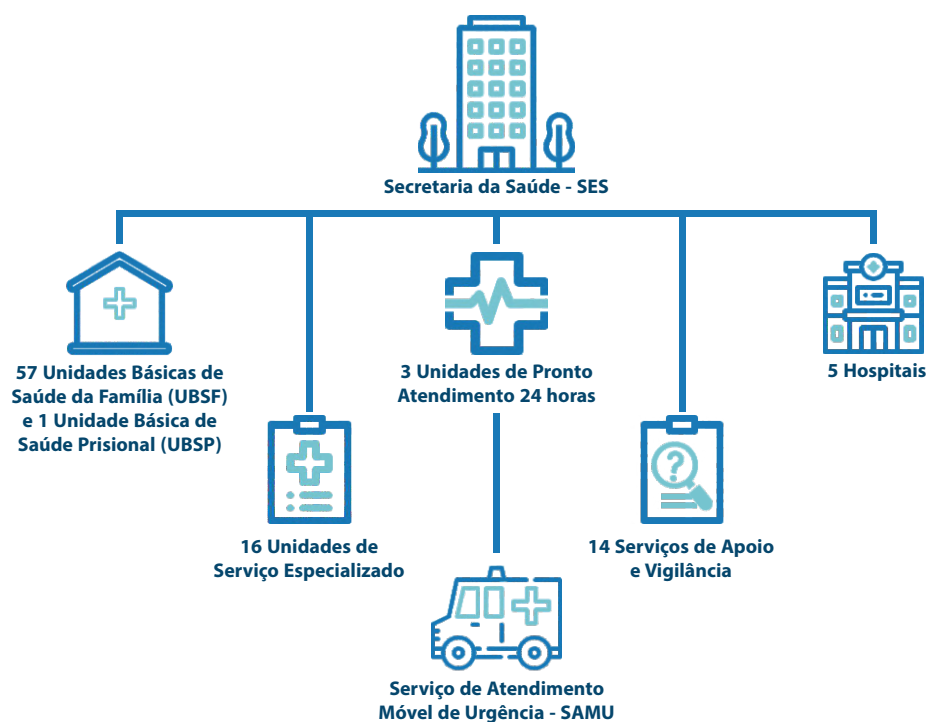 Secretaria da Saúde - SES
57 Unidades Básicas de
Saúde da Família (UBSF)
e 1 Unidade Básica de
Saúde Prisional (UBSP)
3 Unidades de Pronto
Atendimento 24 horas
5 Hospitais
16 Unidades de
Serviço Especializado
14 Serviços de Apoio
e Vigilância
Serviço de Atendimento
Móvel de Urgência - SAMU